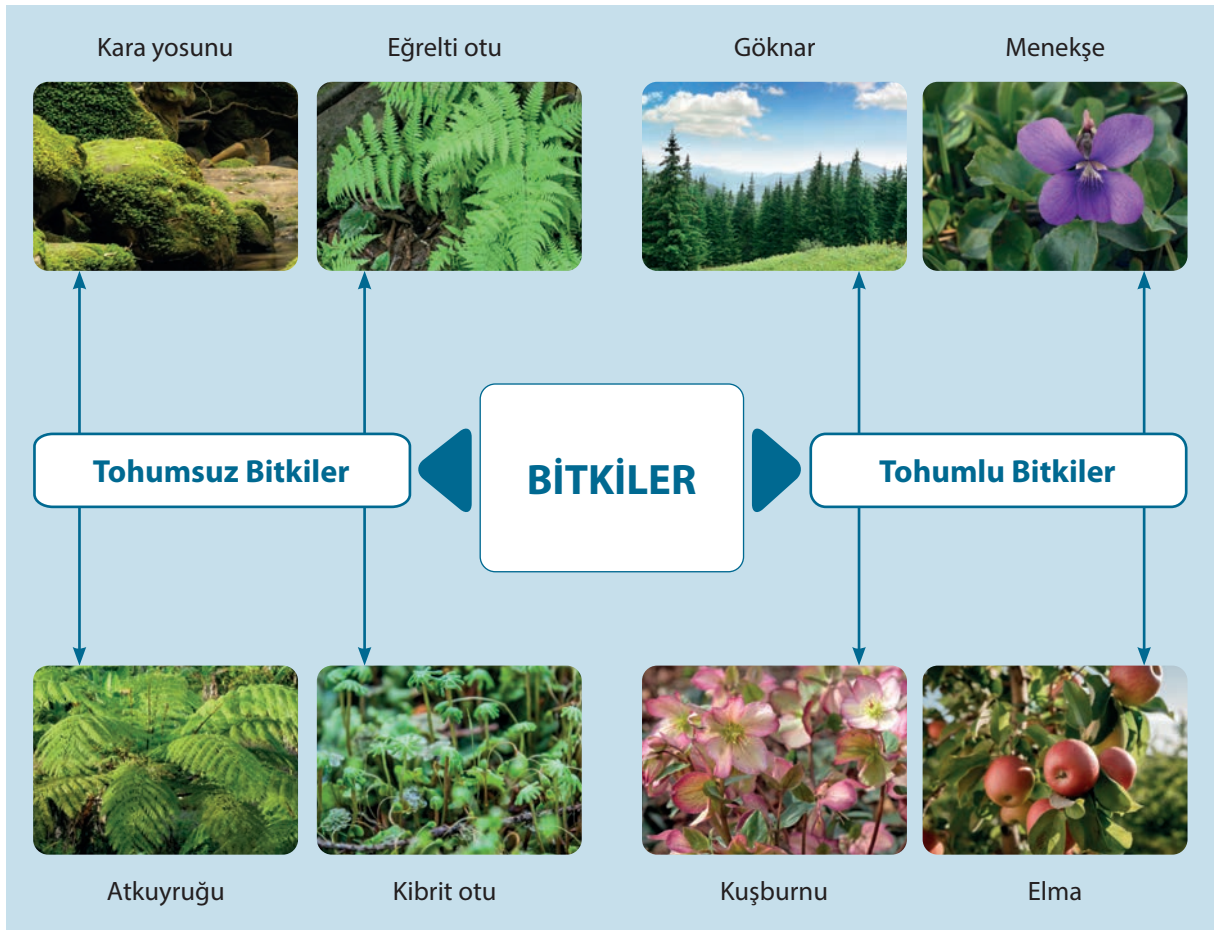 Kara yosunu
Eğrelti otu
Göknar
Menekşe
Tohumsuz Bitkiler
BİTKİLER
Tohumlu Bitkiler
Atkuyruğu
Kibrit otu
Kuşburnu
Elma